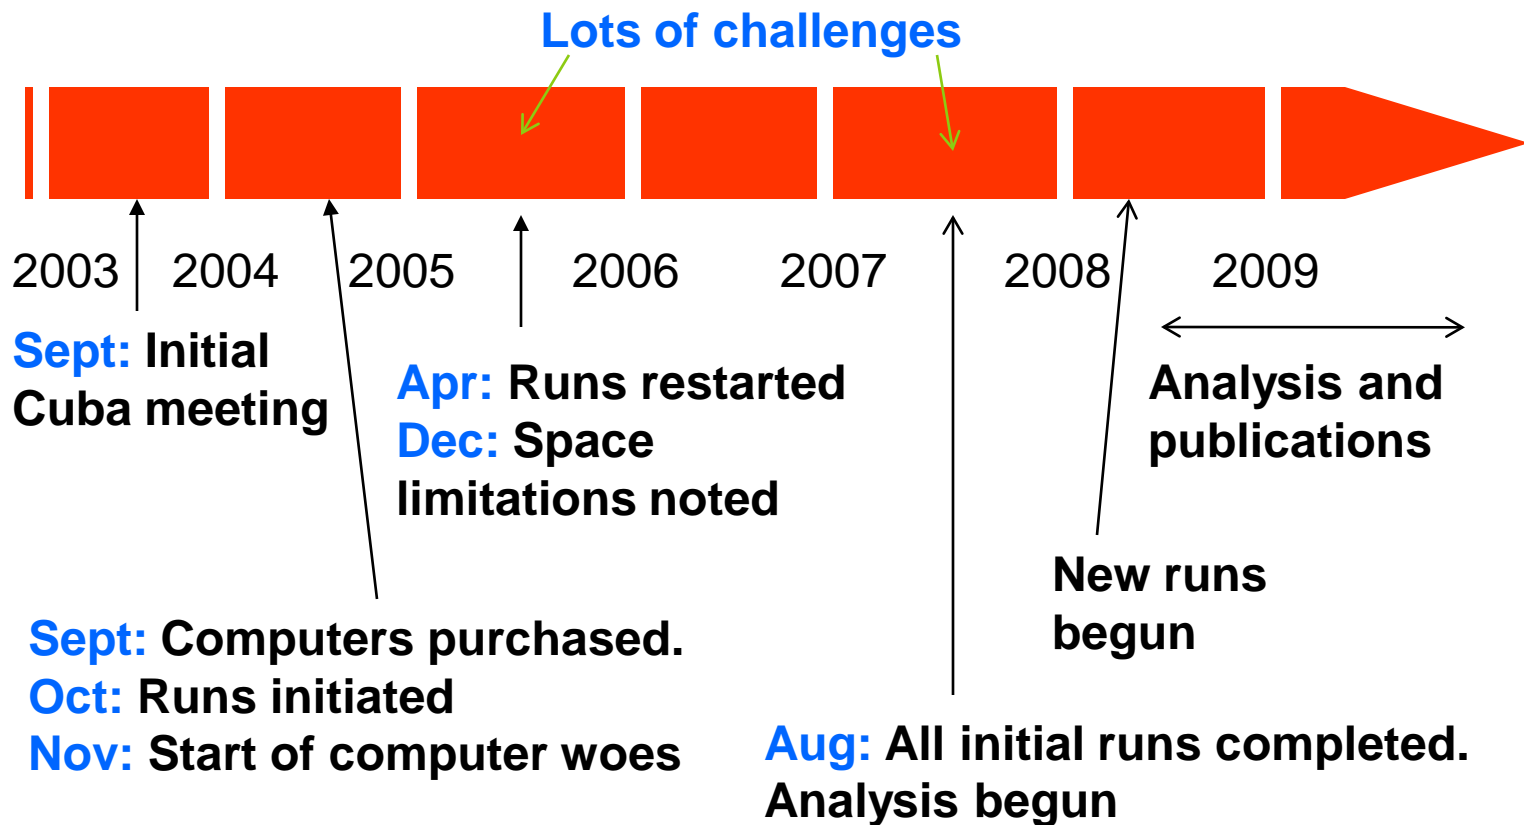 Lots of challenges
2003 2004 2005 2006 2007 2008 2009
Sept: Initial
Cuba meeting
Apr: Runs restarted
Dec: Space
limitations noted
Analysis and
publications
New runs
begun
Sept: Computers purchased.
Oct: Runs initiated
Nov: Start of computer woes
Aug: All initial runs completed.
Analysis begun